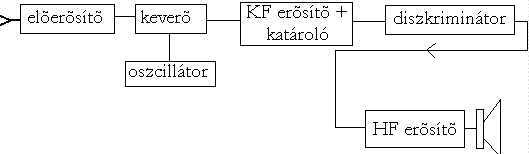 előerősítő
keverő
KF erősítő +
katároló
diszkriminátor
oszcillátor
HF erősítő